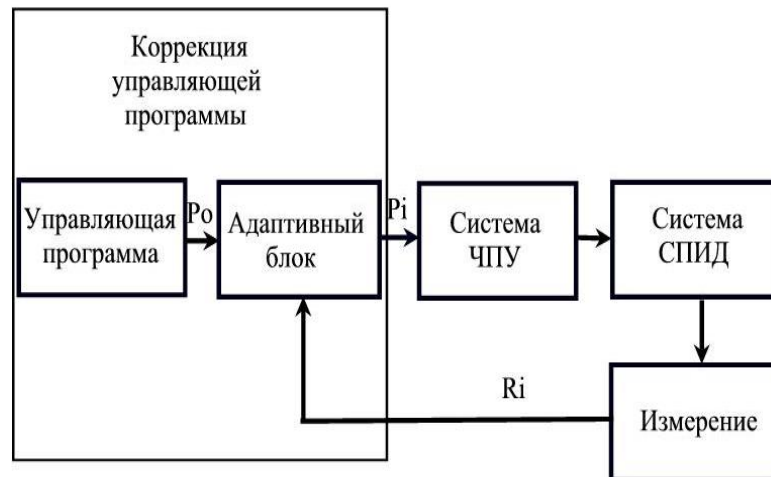 Коррекция
управляющей
программы
Управляющая
программа
Po
Адаптивный
блок
Pi
Система
ЧПУ
Система
СПИД
Ri
Измерение